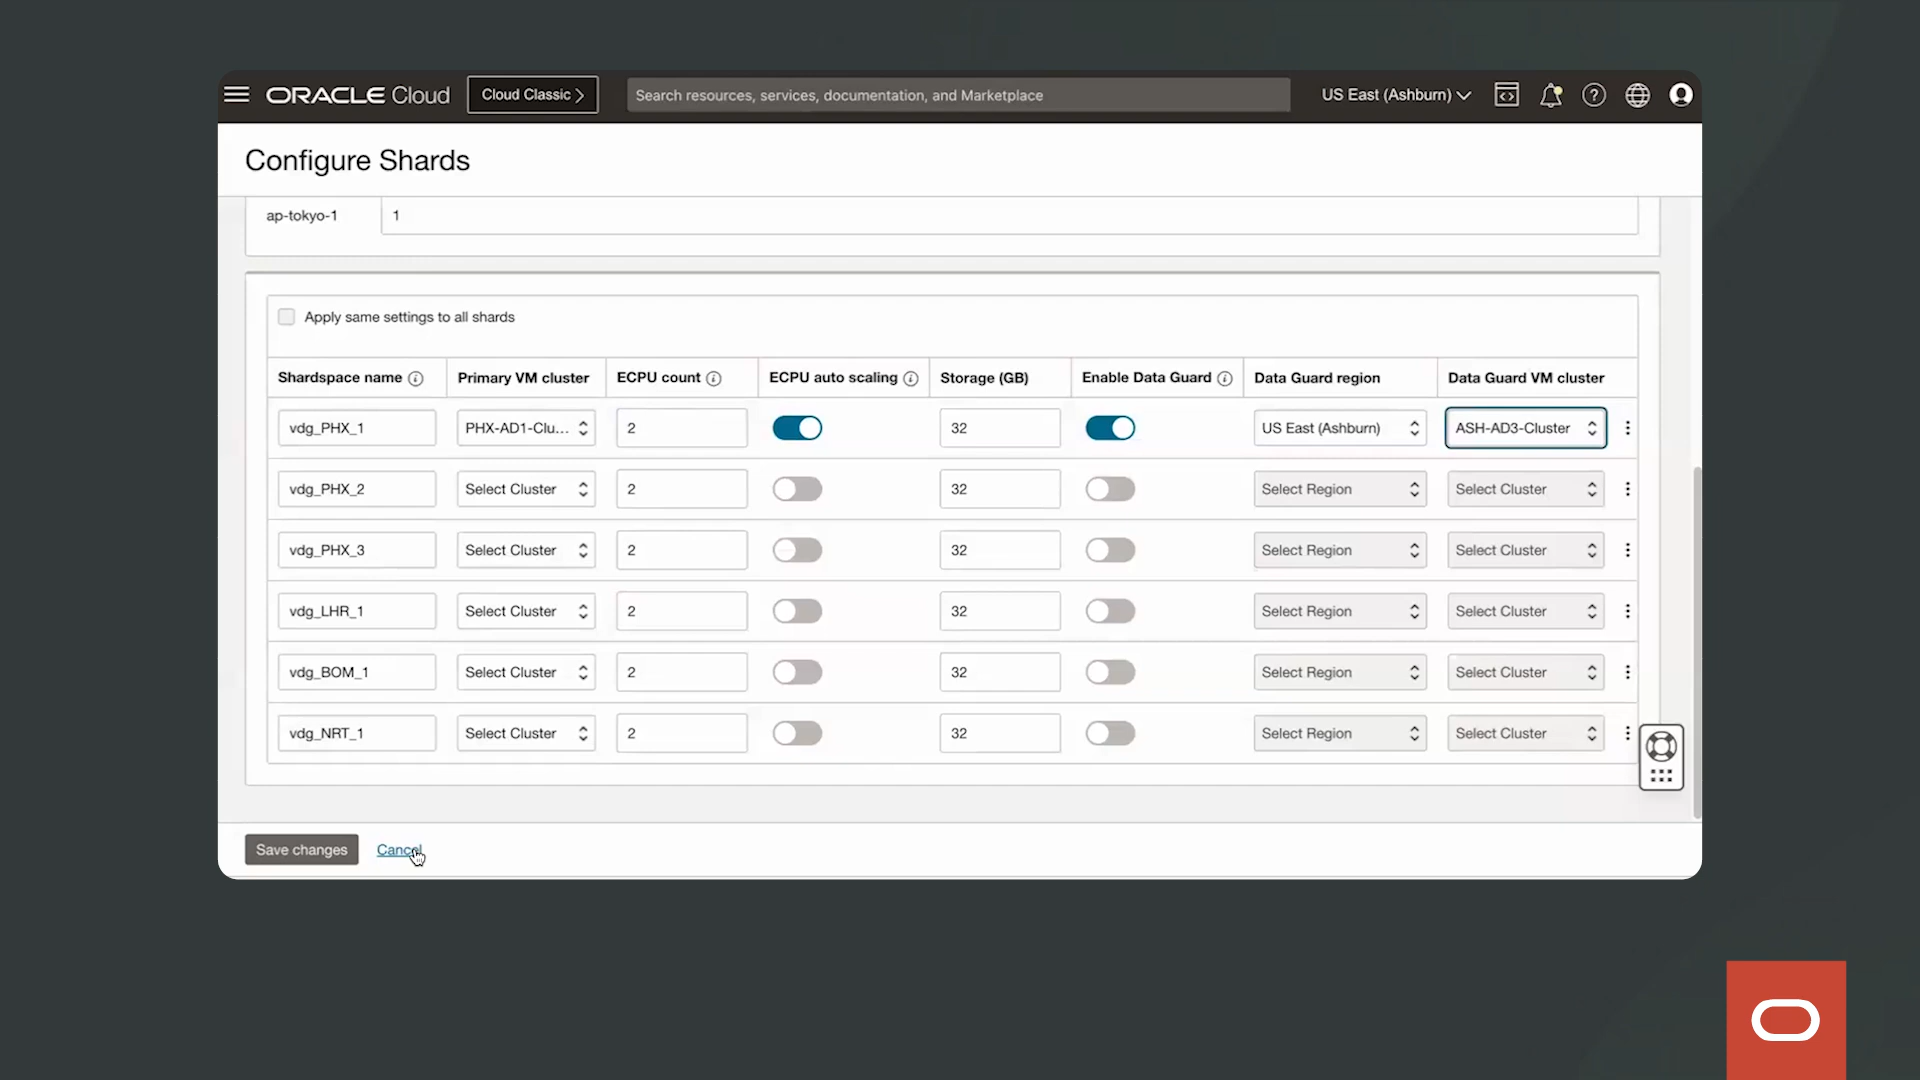 ORACLE Cloud Cloud Classic Search resources, services, documentation, and Marketplace US East (Ashburn)
Configure Shards
ap-tokyo-1 1
Apply same settings to all shards
Shardspace name Primary VM cluster ECPU count ECPU auto scaling Storage (GB) Enable Data Guard Data Guard region Data Guard VM cluster
vdg_PHX_1 PHX-AD1-Clu... 2 32 US East (Ashburn) ASH-AD3-Cluster
vdg_PHX_2 Select Cluster 2 32 Select Region Select Cluster
vdg_PHX_3 Select Cluster 2 32 Select Region Select Cluster
vdg_LHR_1 Select Cluster 2 32 Select Region Select Cluster
vdg_BOM_1 Select Cluster 2 32 Select Region Select Cluster
vdg_NRT_1 Select Cluster 2 32 Select Region Select Cluster
Save changes Cancel